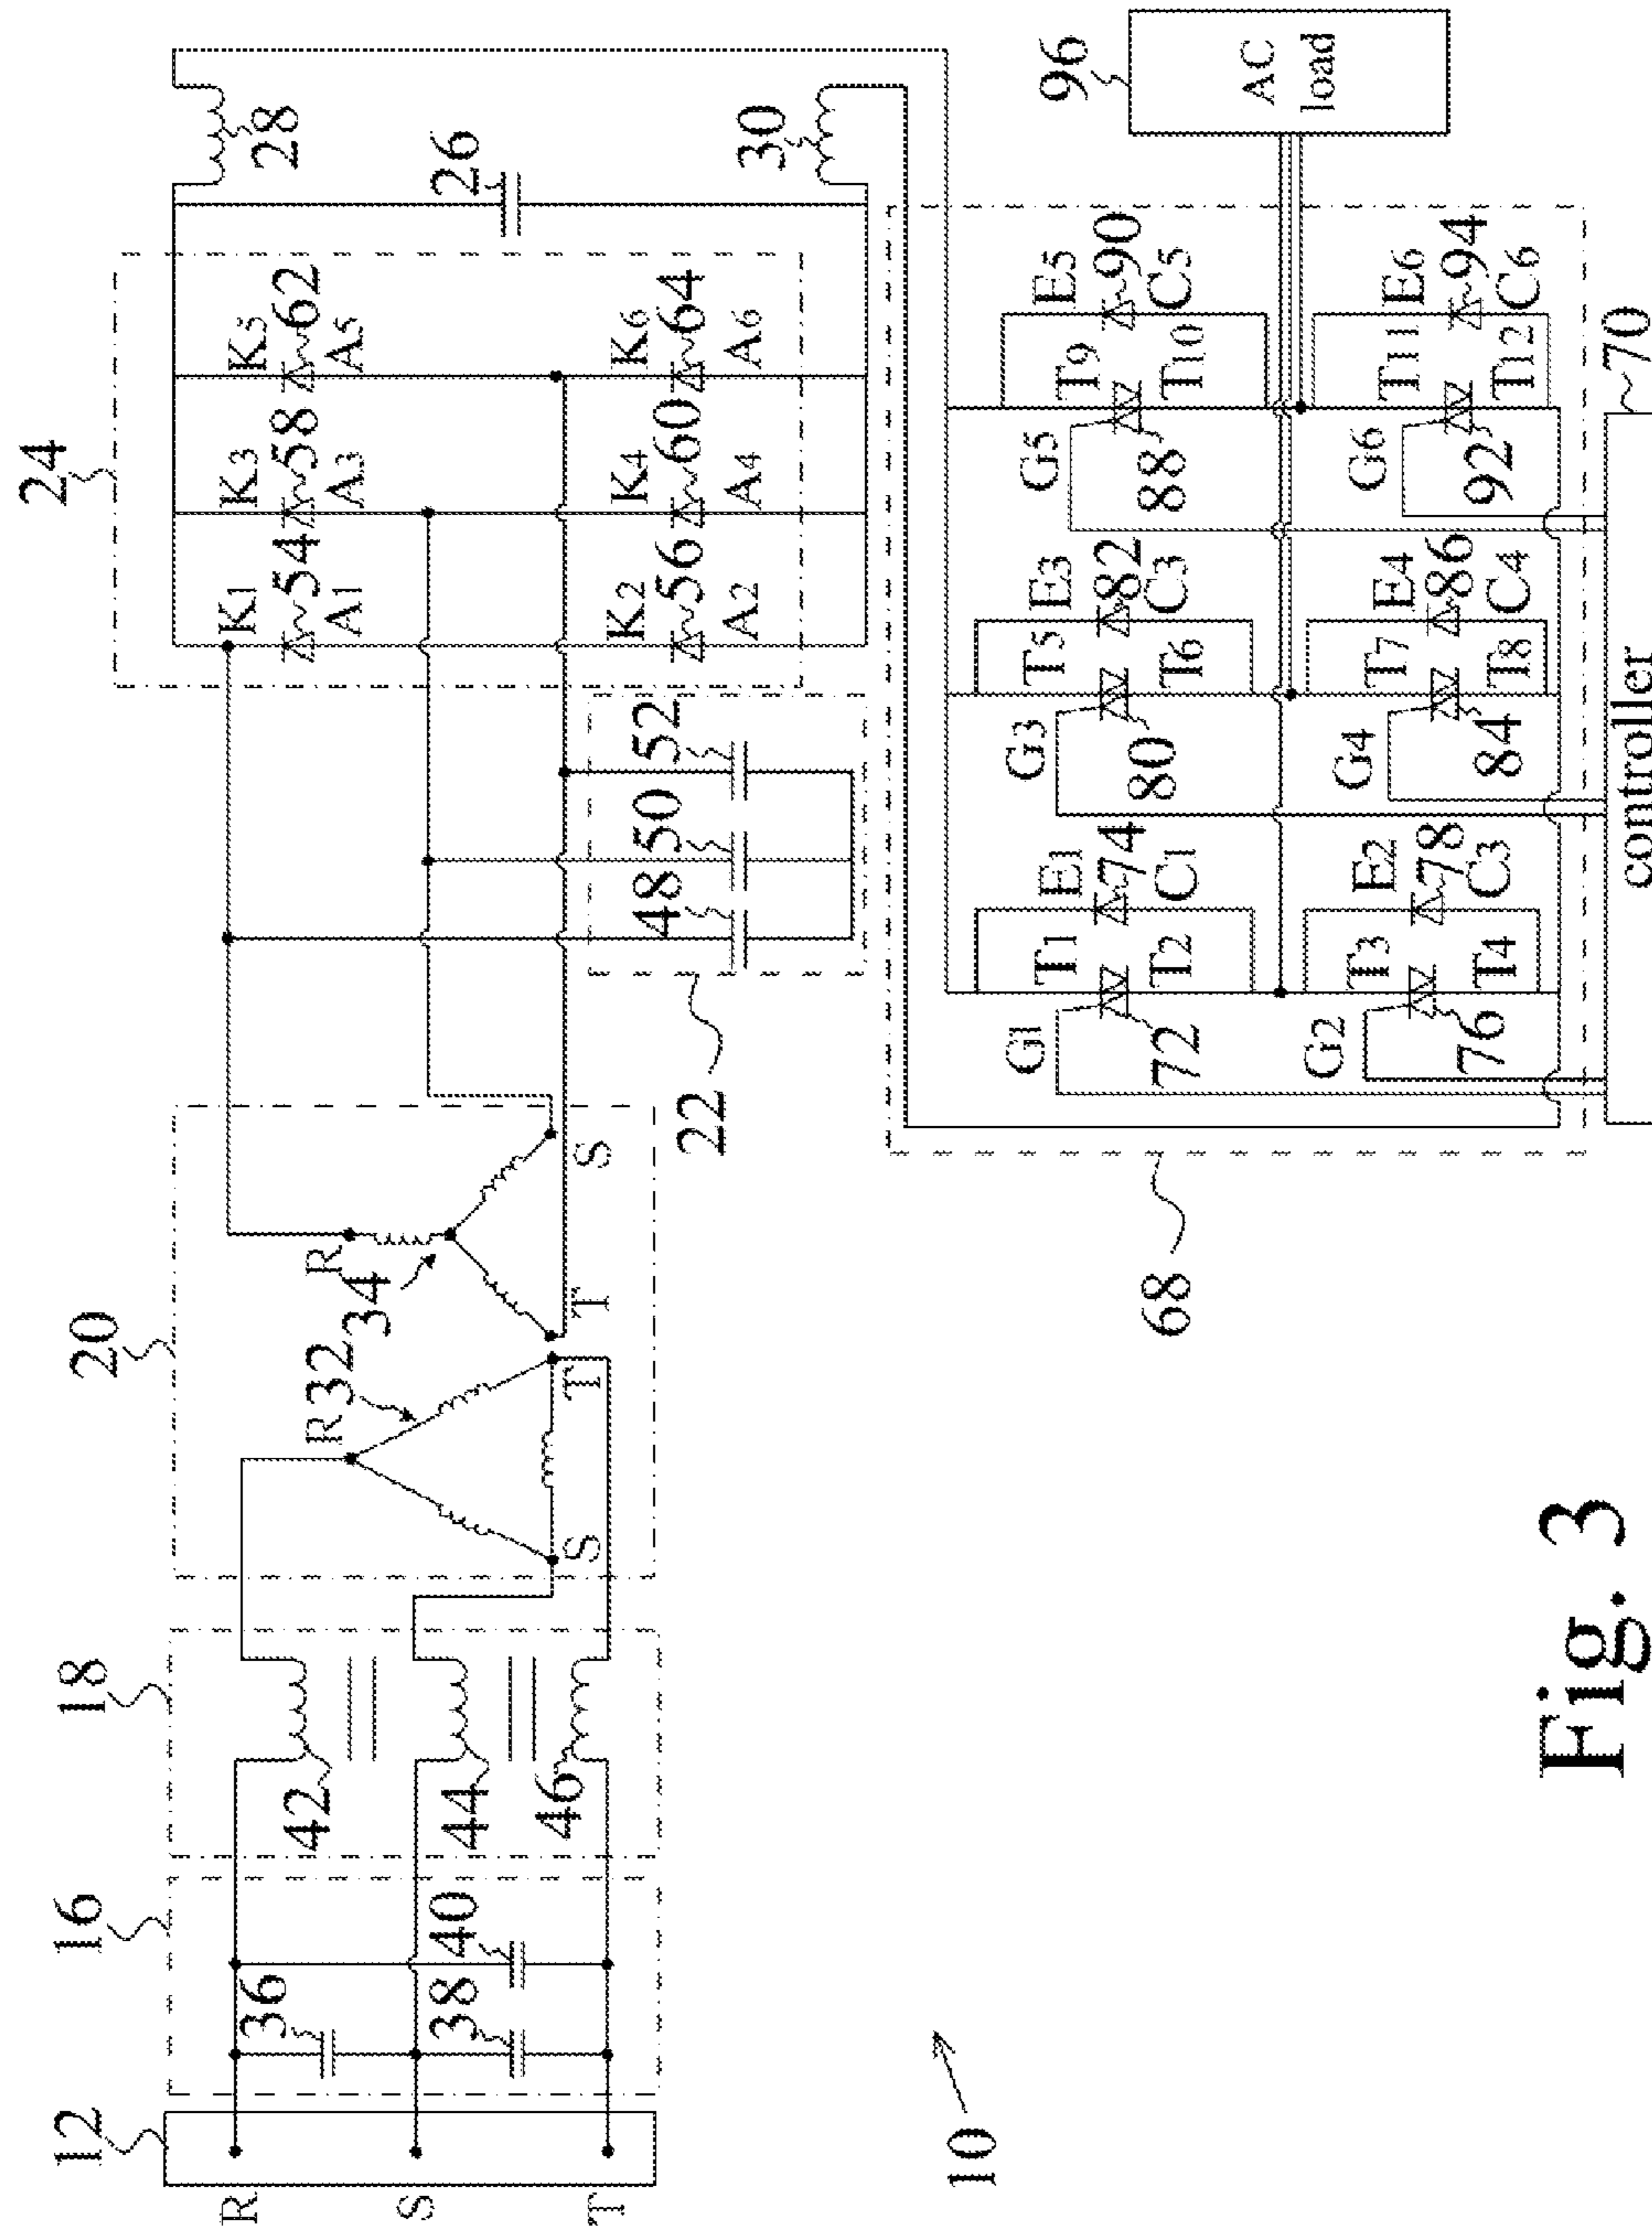 12
16
18
20
24
R
S
T
36
38
40
42
44
46
R
32
S
T
R
34
T
S
22
48
50
52
K1
54
A1
K2
56
A2
K3
58
A3
K4
60
A4
K5
62
A5
K6
64
A6
26
28
30
68
G1
T1
T2
72
E1
74
C1
G2
T3
T4
76
E2
78
C3
G3
T5
T6
80
E3
82
C3
G4
T7
T8
84
E4
86
C4
G5
T9
T10
88
E5
90
C5
G6
T11
T12
92
E6
94
C6
96
AC
load
70
controller
10
Fig. 3